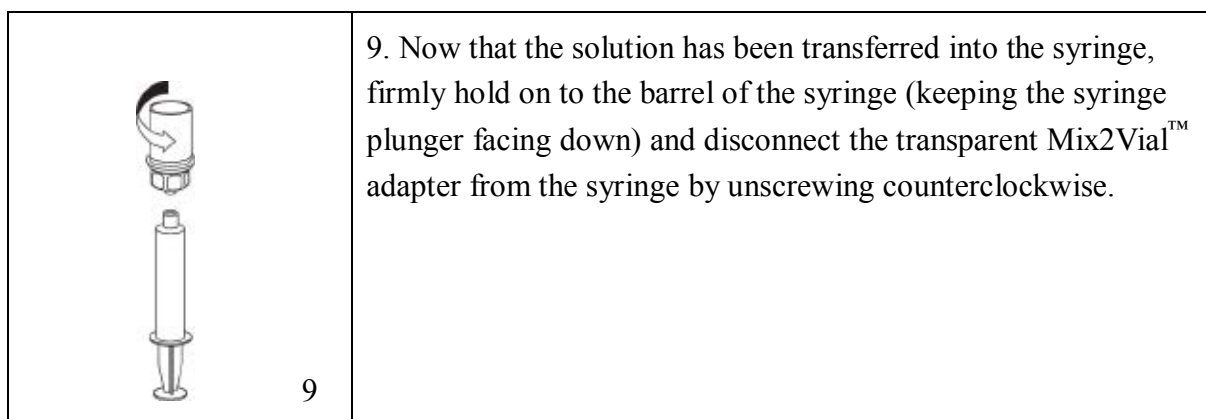 9. Now that the solution has been transferred into the syringe,
firmly hold on to the barrel of the syringe (keeping the syringe
plunger facing down) and disconnect the transparent Mix2Vial™
adapter from the syringe by unscrewing counterclockwise.
9